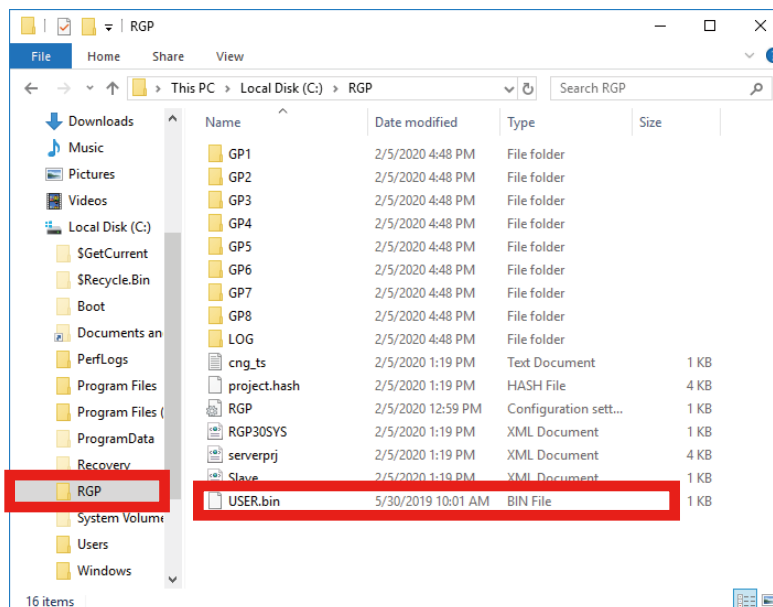 RGP
File Home Share View
This PC > Local Disk (C:) > RGP
Search RGP
Downloads
Music
Pictures
Videos
Local Disk (C:)
$GetCurrent
$Recycle.Bin
Boot
Documents an
PerfLogs
Program Files
Program Files (
ProgramData
Recovery
RGP
System Volume
Users
Windows
Name Date modified Type Size
GP1 2/5/2020 4:48 PM File folder
GP2 2/5/2020 4:48 PM File folder
GP3 2/5/2020 4:48 PM File folder
GP4 2/5/2020 4:48 PM File folder
GP5 2/5/2020 4:48 PM File folder
GP6 2/5/2020 4:48 PM File folder
GP7 2/5/2020 4:48 PM File folder
GP8 2/5/2020 4:48 PM File folder
LOG 2/5/2020 4:48 PM File folder
cng_ts 2/5/2020 1:19 PM Text Document 1 KB
project.hash 2/5/2020 1:19 PM HASH File 4 KB
RGP 2/5/2020 12:59 PM Configuration sett... 1 KB
RGP30SYS 2/5/2020 1:19 PM XML Document 4 KB
serverprj 2/5/2020 1:19 PM XML Document 1 KB
Slave 2/5/2020 1:19 PM XML Document 1 KB
USER.bin 5/30/2019 10:01 AM BIN File 1 KB
16 items